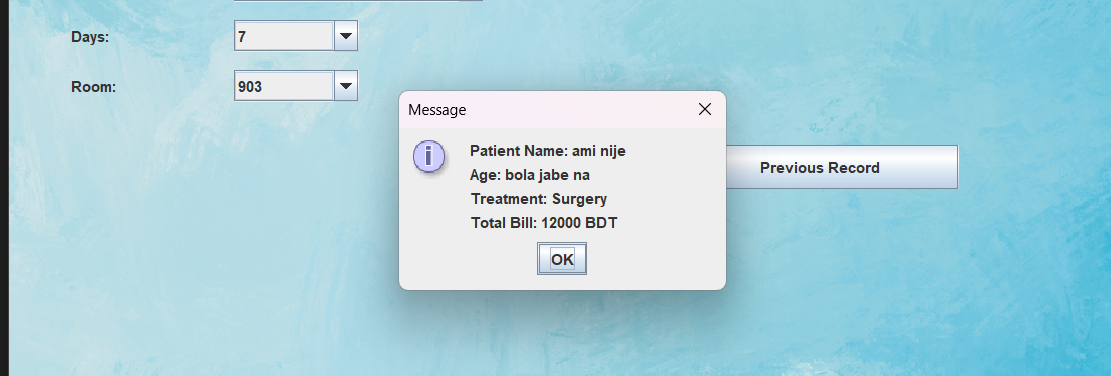 Days:
7
Room:
903
Message
Patient Name: ami nije
Age: bola jabe na
Treatment: Surgery
Total Bill: 12000 BDT
OK
Previous Record